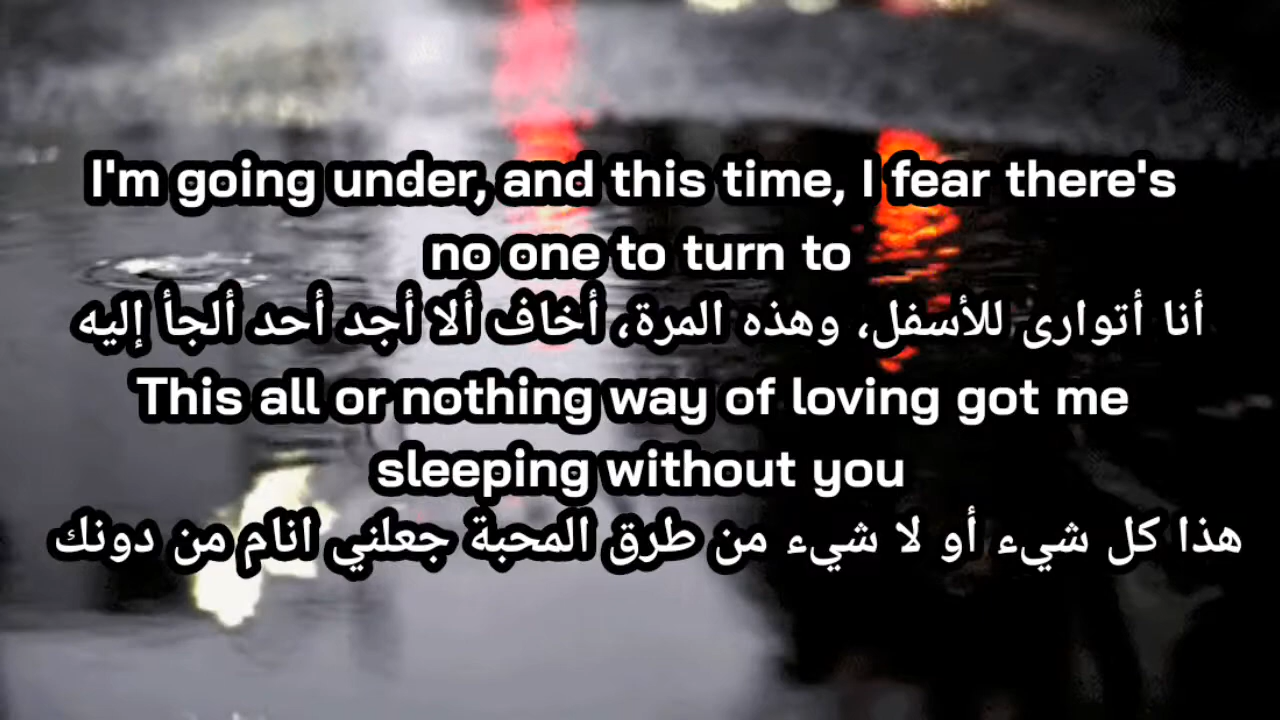 I'm going under, and this time, I fear there's
no one to turn to
أنا أتوارى للأسفل، وهذه المرة، أخاف ألا أجد أحد ألجأ إليه
This all or nothing way of loving got me
sleeping without you
هذا كل شيء أو لا شيء من طرق المحبة جعلني انام من دونك